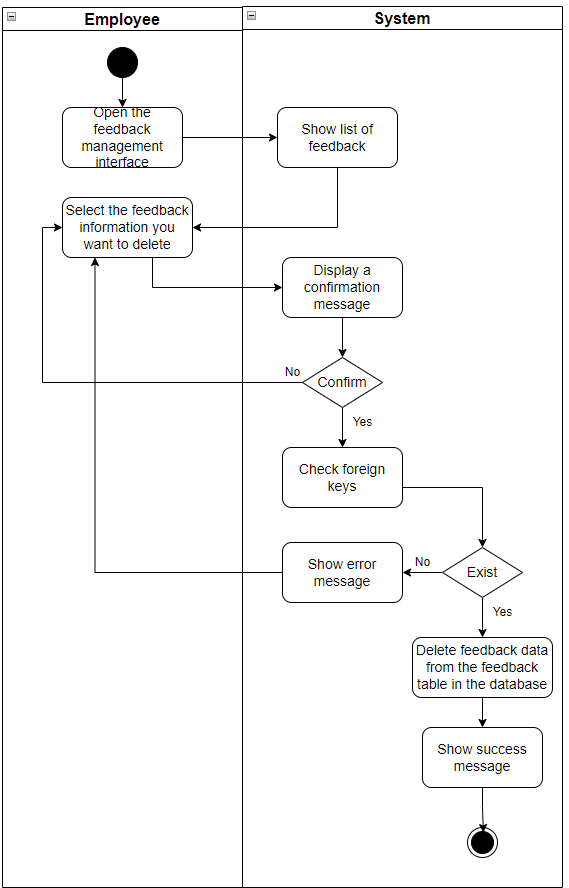 Employee
System
Open the
feedback
management
interface
Show list of
feedback
Select the feedback
information you
want to delete
Display a
confirmation
message
No
Confirm
Yes
Check foreign
keys
Show error
message
No
Exist
Yes
Delete feedback data
from the feedback
table in the database
Show success
message